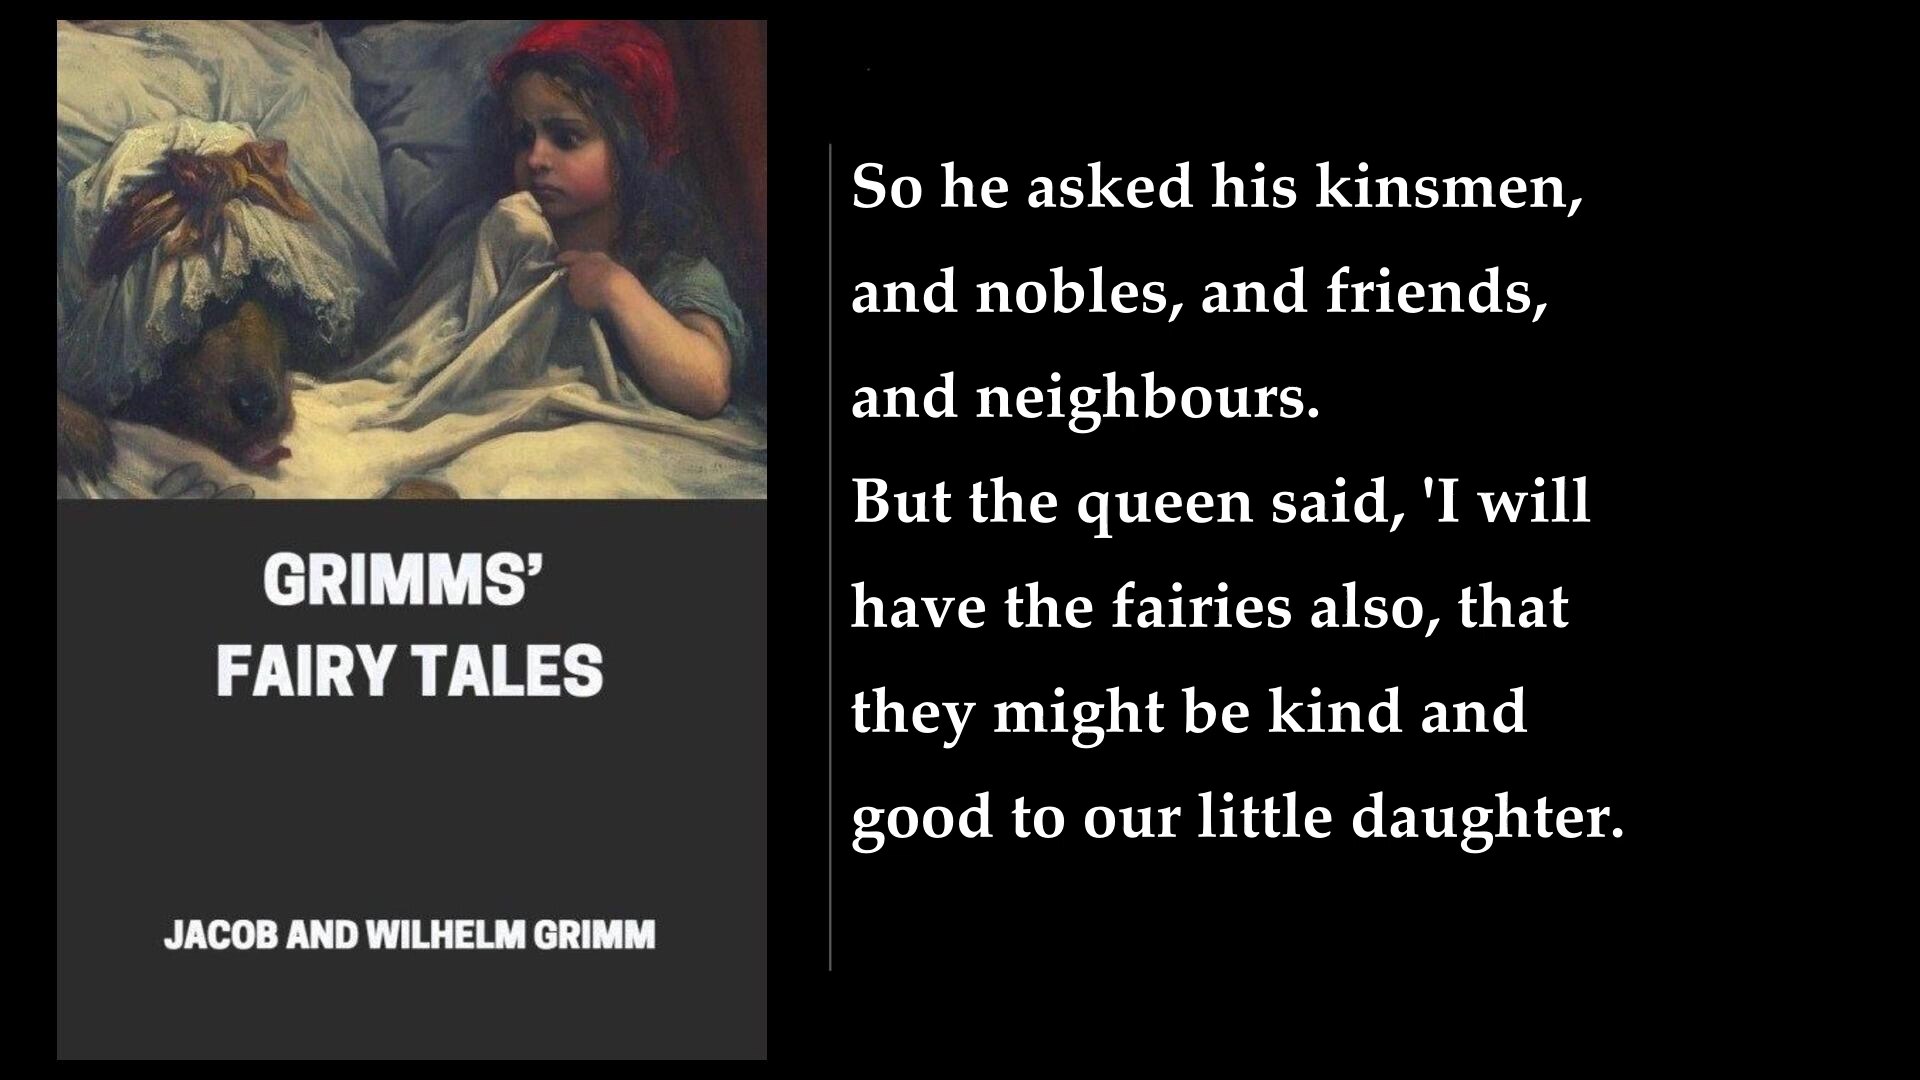 GRIMMS’
FAIRY TALES
JACOB AND WILHELM GRIMM
So he asked his kinsmen,
and nobles, and friends,
and neighbours.
But the queen said, 'I will
have the fairies also, that
they might be kind and
good to our little daughter.